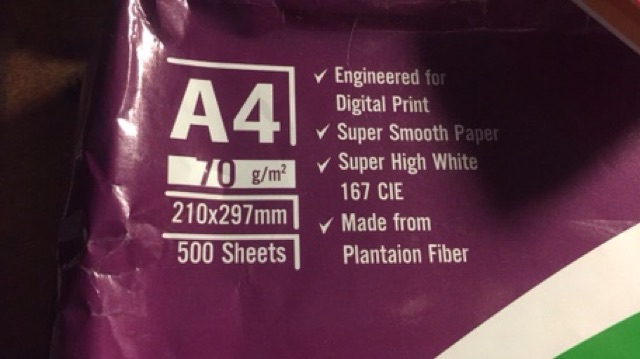 A4
70 g/m²
210x297mm
500 Sheets
✓ Engineered for
Digital Print
✓ Super Smooth Paper
✓ Super High White
167 CIE
✓ Made from
Plantaion Fiber